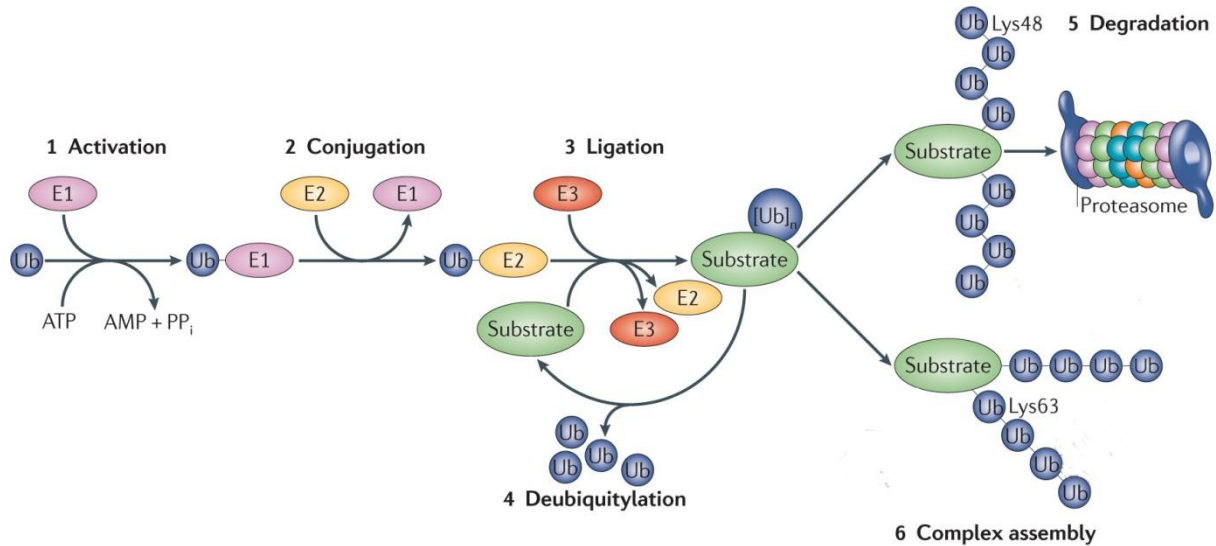 Ub Lys48
5 Degradation
Ub
Ub
Ub
1 Activation
2 Conjugation
3 Ligation
Substrate
E1
E2
E1
E3
[Ub]n
Ub
Proteasome
Ub
Ub
E1
Ub
E2
Substrate
Ub
E2
Ub
ATP
AMP + PPi
Substrate
E3
Substrate
Ub
Ub
Ub
Ub
Ub
Lys63
Ub
Ub
Ub
Ub
Ub
Ub
Ub
4 Deubiquitylation
6 Complex assembly